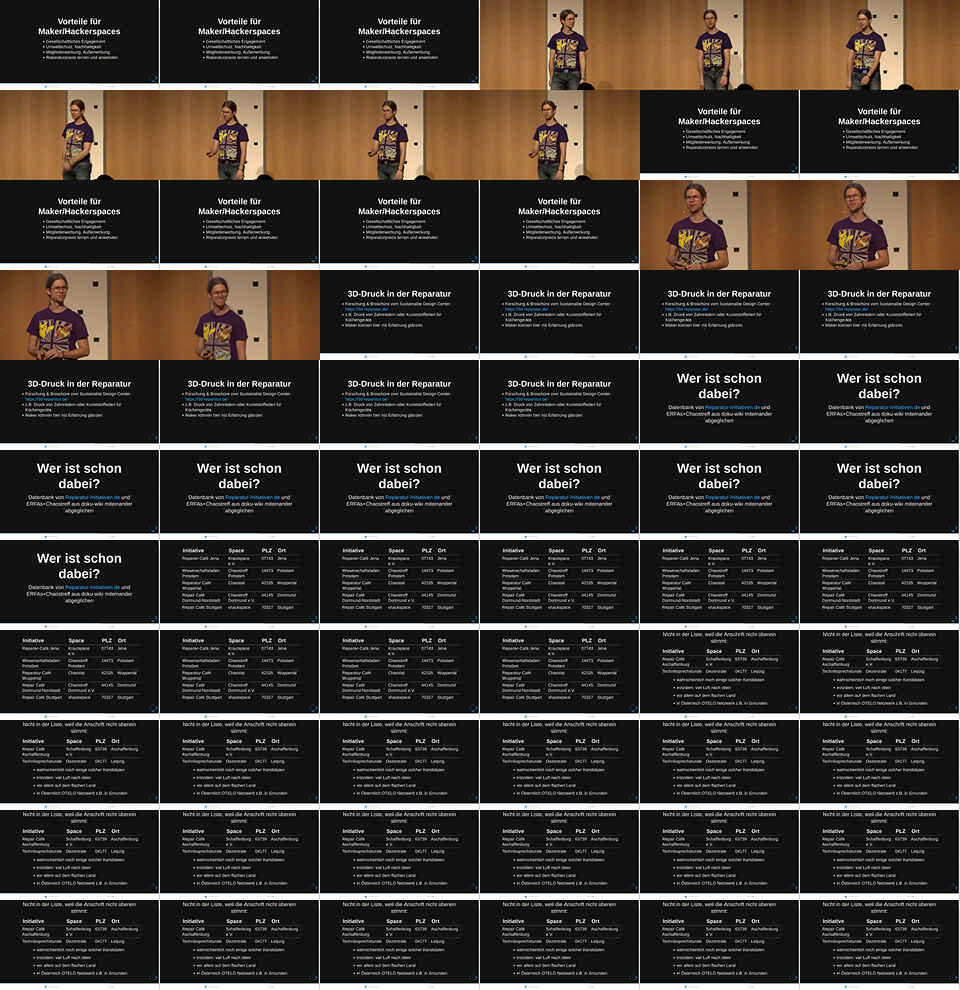 Vorteile für
Maker/Hackerspaces
Gesellschaftliches Engagement
Umweltschutz, Nachhaltigkeit
Mitgliederwerbung, Außenwirkung
Reparaturpraxis lernen und anwenden
3D-Druck in der Reparatur
Forschung & Broschüre vom Sustainable Design Center:
https://3d-reparatur.de/
z.B. Druck von Zahnrädern oder Kunststoffteilen für
Küchengeräte
Maker können hier mit Erfahrung glänzen
Wer ist schon
dabei?
Datenbank von Reparatur-Initiativen.de und
ERFAs+Chaostreff aus doku-wiki miteinander
abgeglichen
Initiative Space PLZ Ort
Reparier-Café Jena Krautspace e.V. 07743 Jena
Wissenschaftsladen Potsdam Chaostreff Potsdam 14473 Potsdam
Reparatur Café Wuppertal 42105 Wuppertal
Repair Café Dortmund-Nordstadt Chaostreff Dortmund e.V. 44145 Dortmund
Repair Café Stuttgart shackspace 70327 Stuttgart
Nicht in der Liste, weil die Anschrift nicht überein
stimmt:
Initiative Space PLZ Ort
Repair Café Aschaffenburg Schaffenburg e.V. 63739 Aschaffenburg
Technikspechstunde Dezentrale 04177 Leipzig
wahrscheinlich noch einige solcher Kandidaten
trotzdem: viel Luft nach oben
vor allem auf dem flachen Land
in Österreich OTELO Netzwerk z.B. in Gmunden